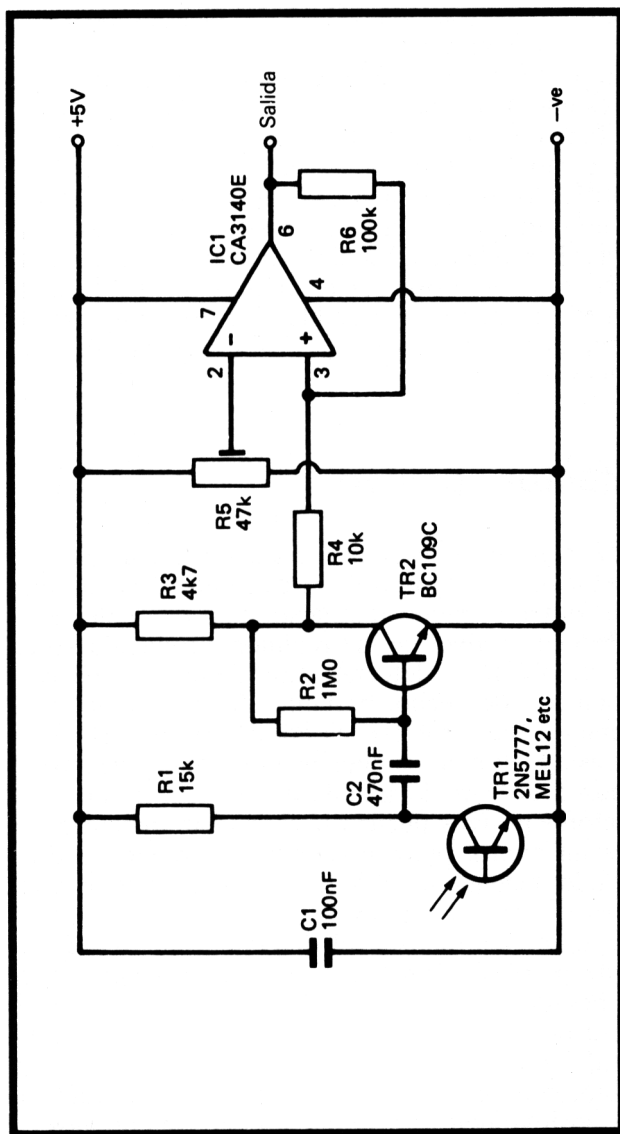 +5V
Salida
−ve
IC1
CA3140E
7
6
4
2
3
−
+
R6
100k
R5
47k
R4
10k
R3
4k7
TR2
BC109C
R2
1M0
C2
470nF
R1
15k
TR1
2N5777,
MEL12 etc
C1
100nF